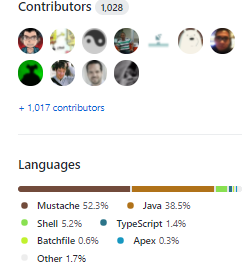 Contributors 1,028
+ 1,017 contributors
Languages
Mustache 52.3% Java 38.5%
Shell 5.2% TypeScript 1.4%
Batchfile 0.6% Apex 0.3%
Other 1.7%